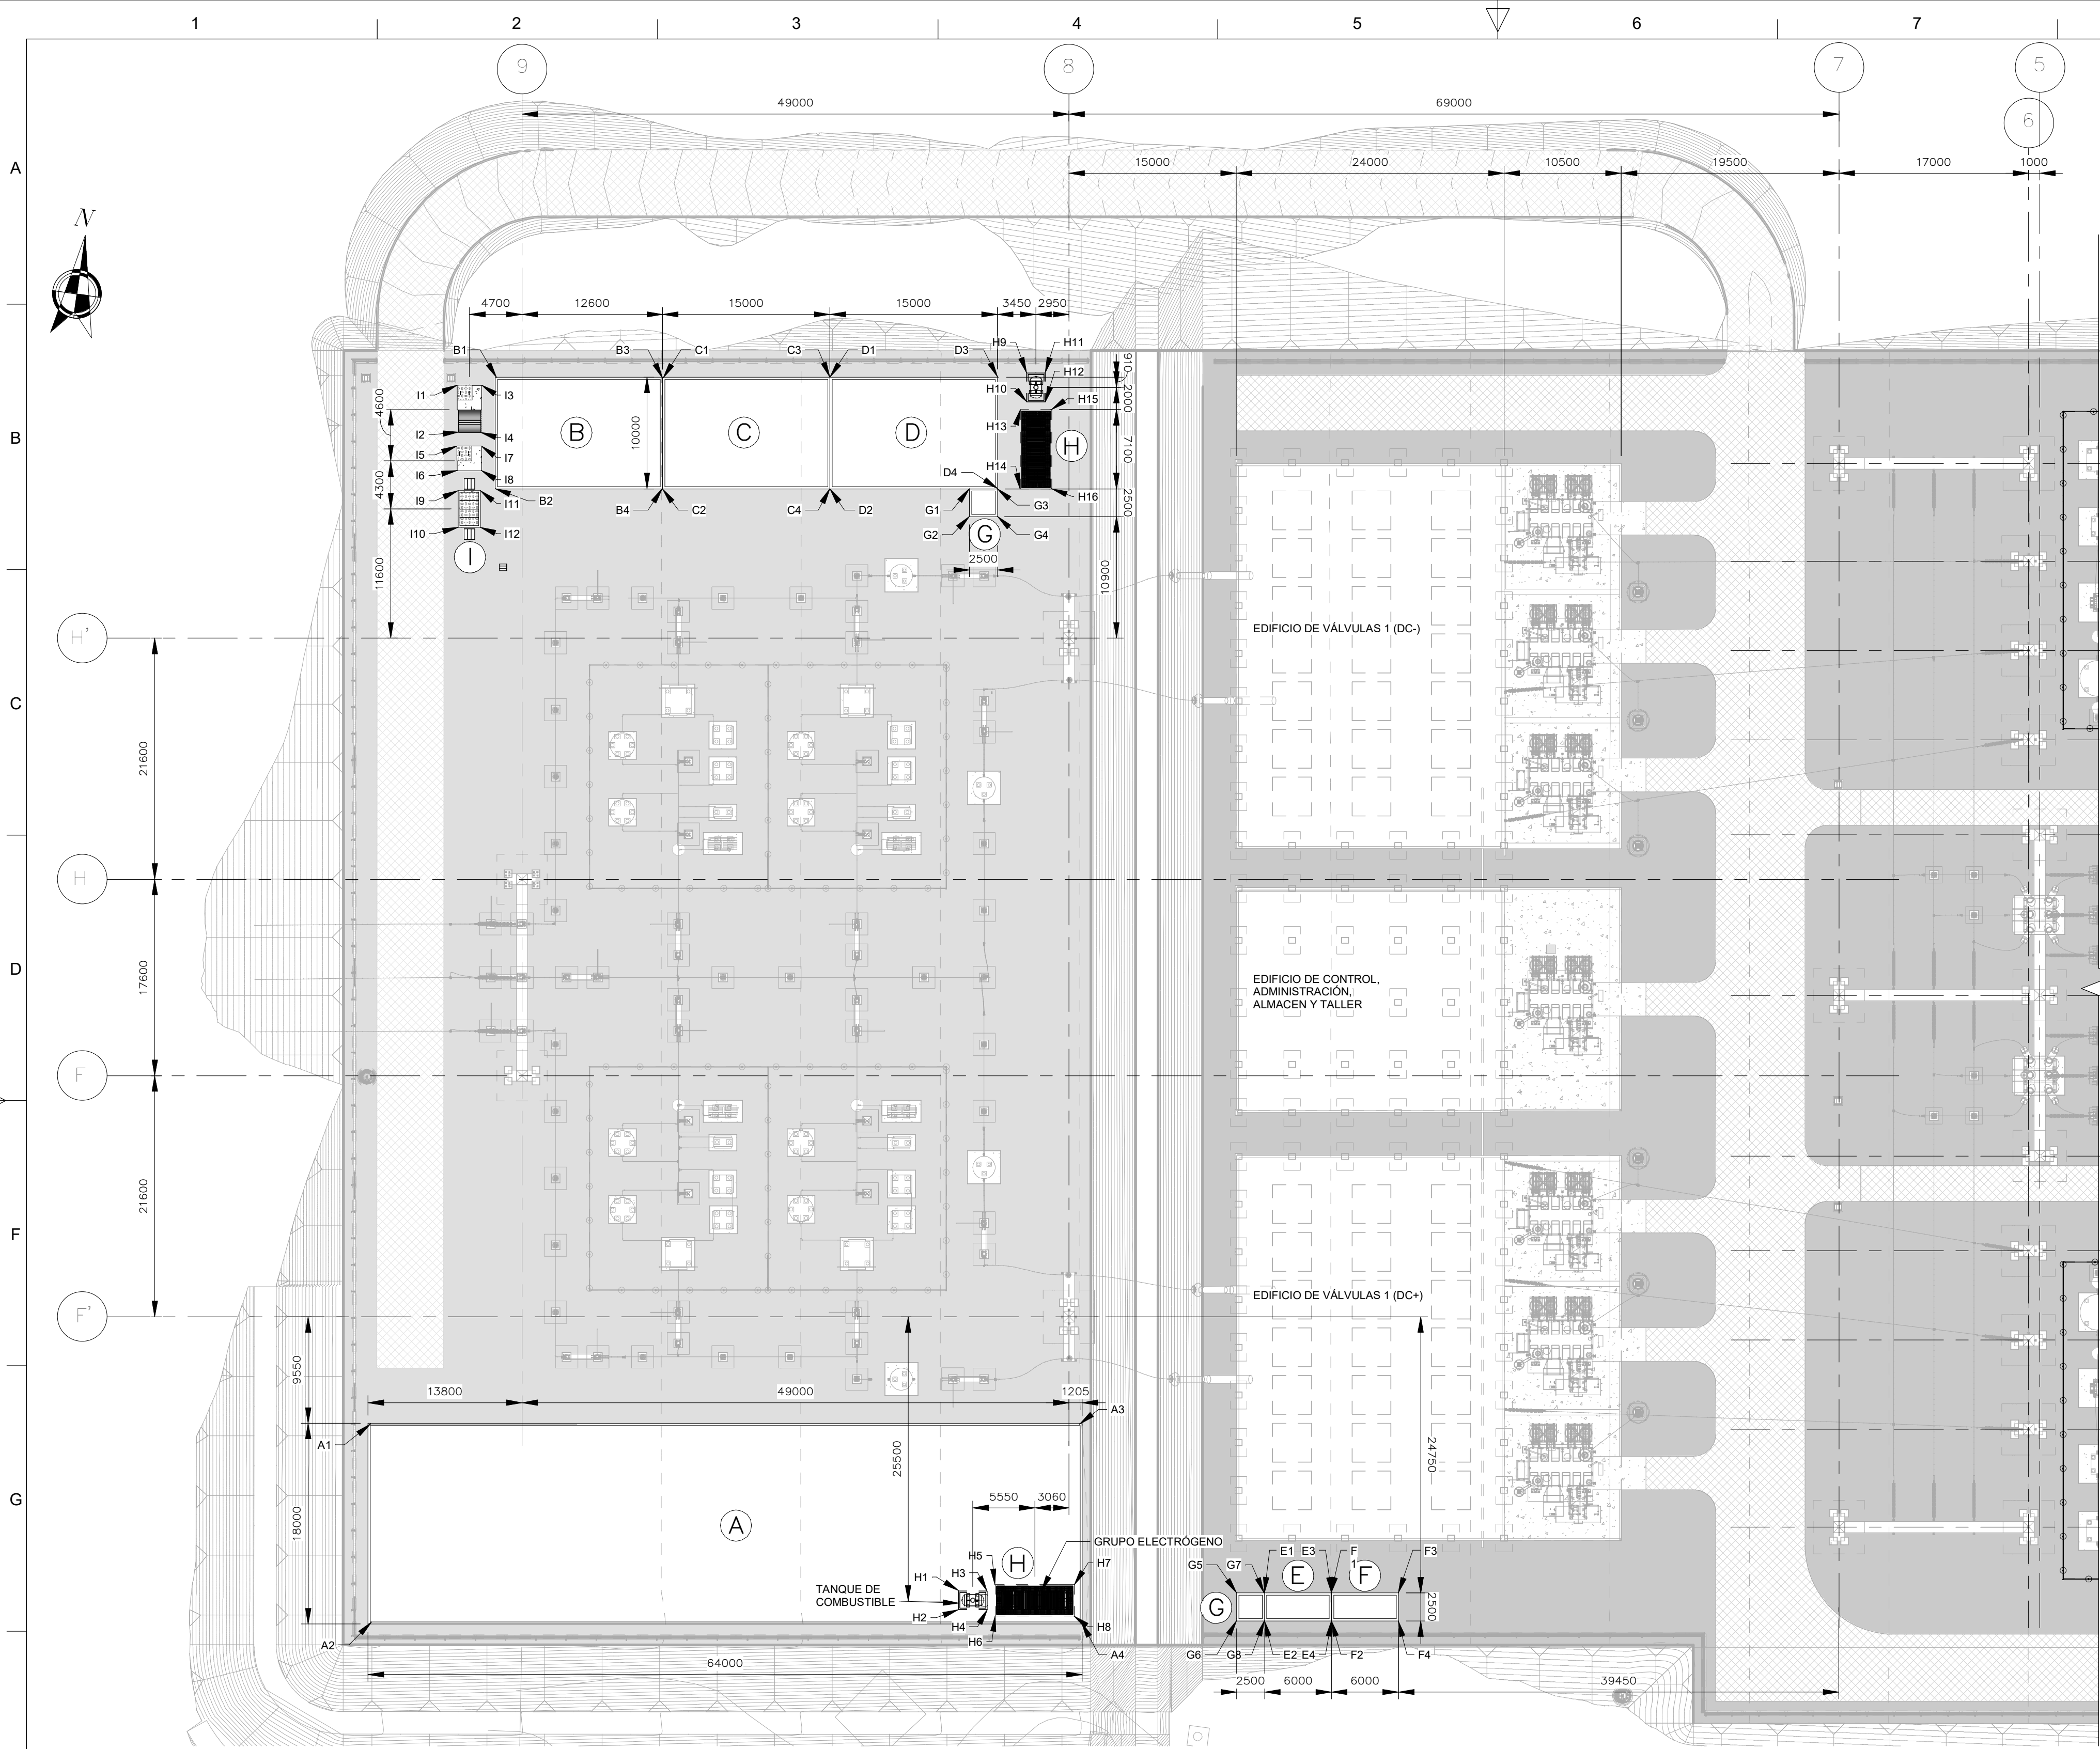 1 2 3 4 5 6 7
9 8 7 5
6
49000 69000
A
15000 24000 10500 19500 17000 1000
N
4700 12600 15000 15000 3450 2950
B1 B3 C1 C3 D1 D3 H9 H11
910
H10 H12
2000
I1 I3
4600
H15
H13
I2 I4
B
B C D
10000
H
7100
I5 I7
I6 I8
D4 H14
4300
I9 I11 B2
B4 C2 C4 D2 G1 G3 H16
2500
I10 I12
G2 G G4
I
2500
11600
10900
H'
EDIFICIO DE VÁLVULAS 1 (DC-)
C
21600
H
D
17600
EDIFICIO DE CONTROL,
ADMINISTRACIÓN,
ALMACEN Y TALLER
F
F
21600
EDIFICIO DE VÁLVULAS 1 (DC+)
F'
9550
13800 49000 1205
A3
A1
25500
24750
G
18000
5550 3060
A
GRUPO ELECTRÓGENO
H5 H H7
E1 E3 F
1
F3
G5 G7
H1 H3
E F
TANQUE DE
COMBUSTIBLE
G
2500
H2 H4
H6 H8
A2 A4
G6 G8 E2 E4 F2 F4
64000
2500 6000 6000 39450